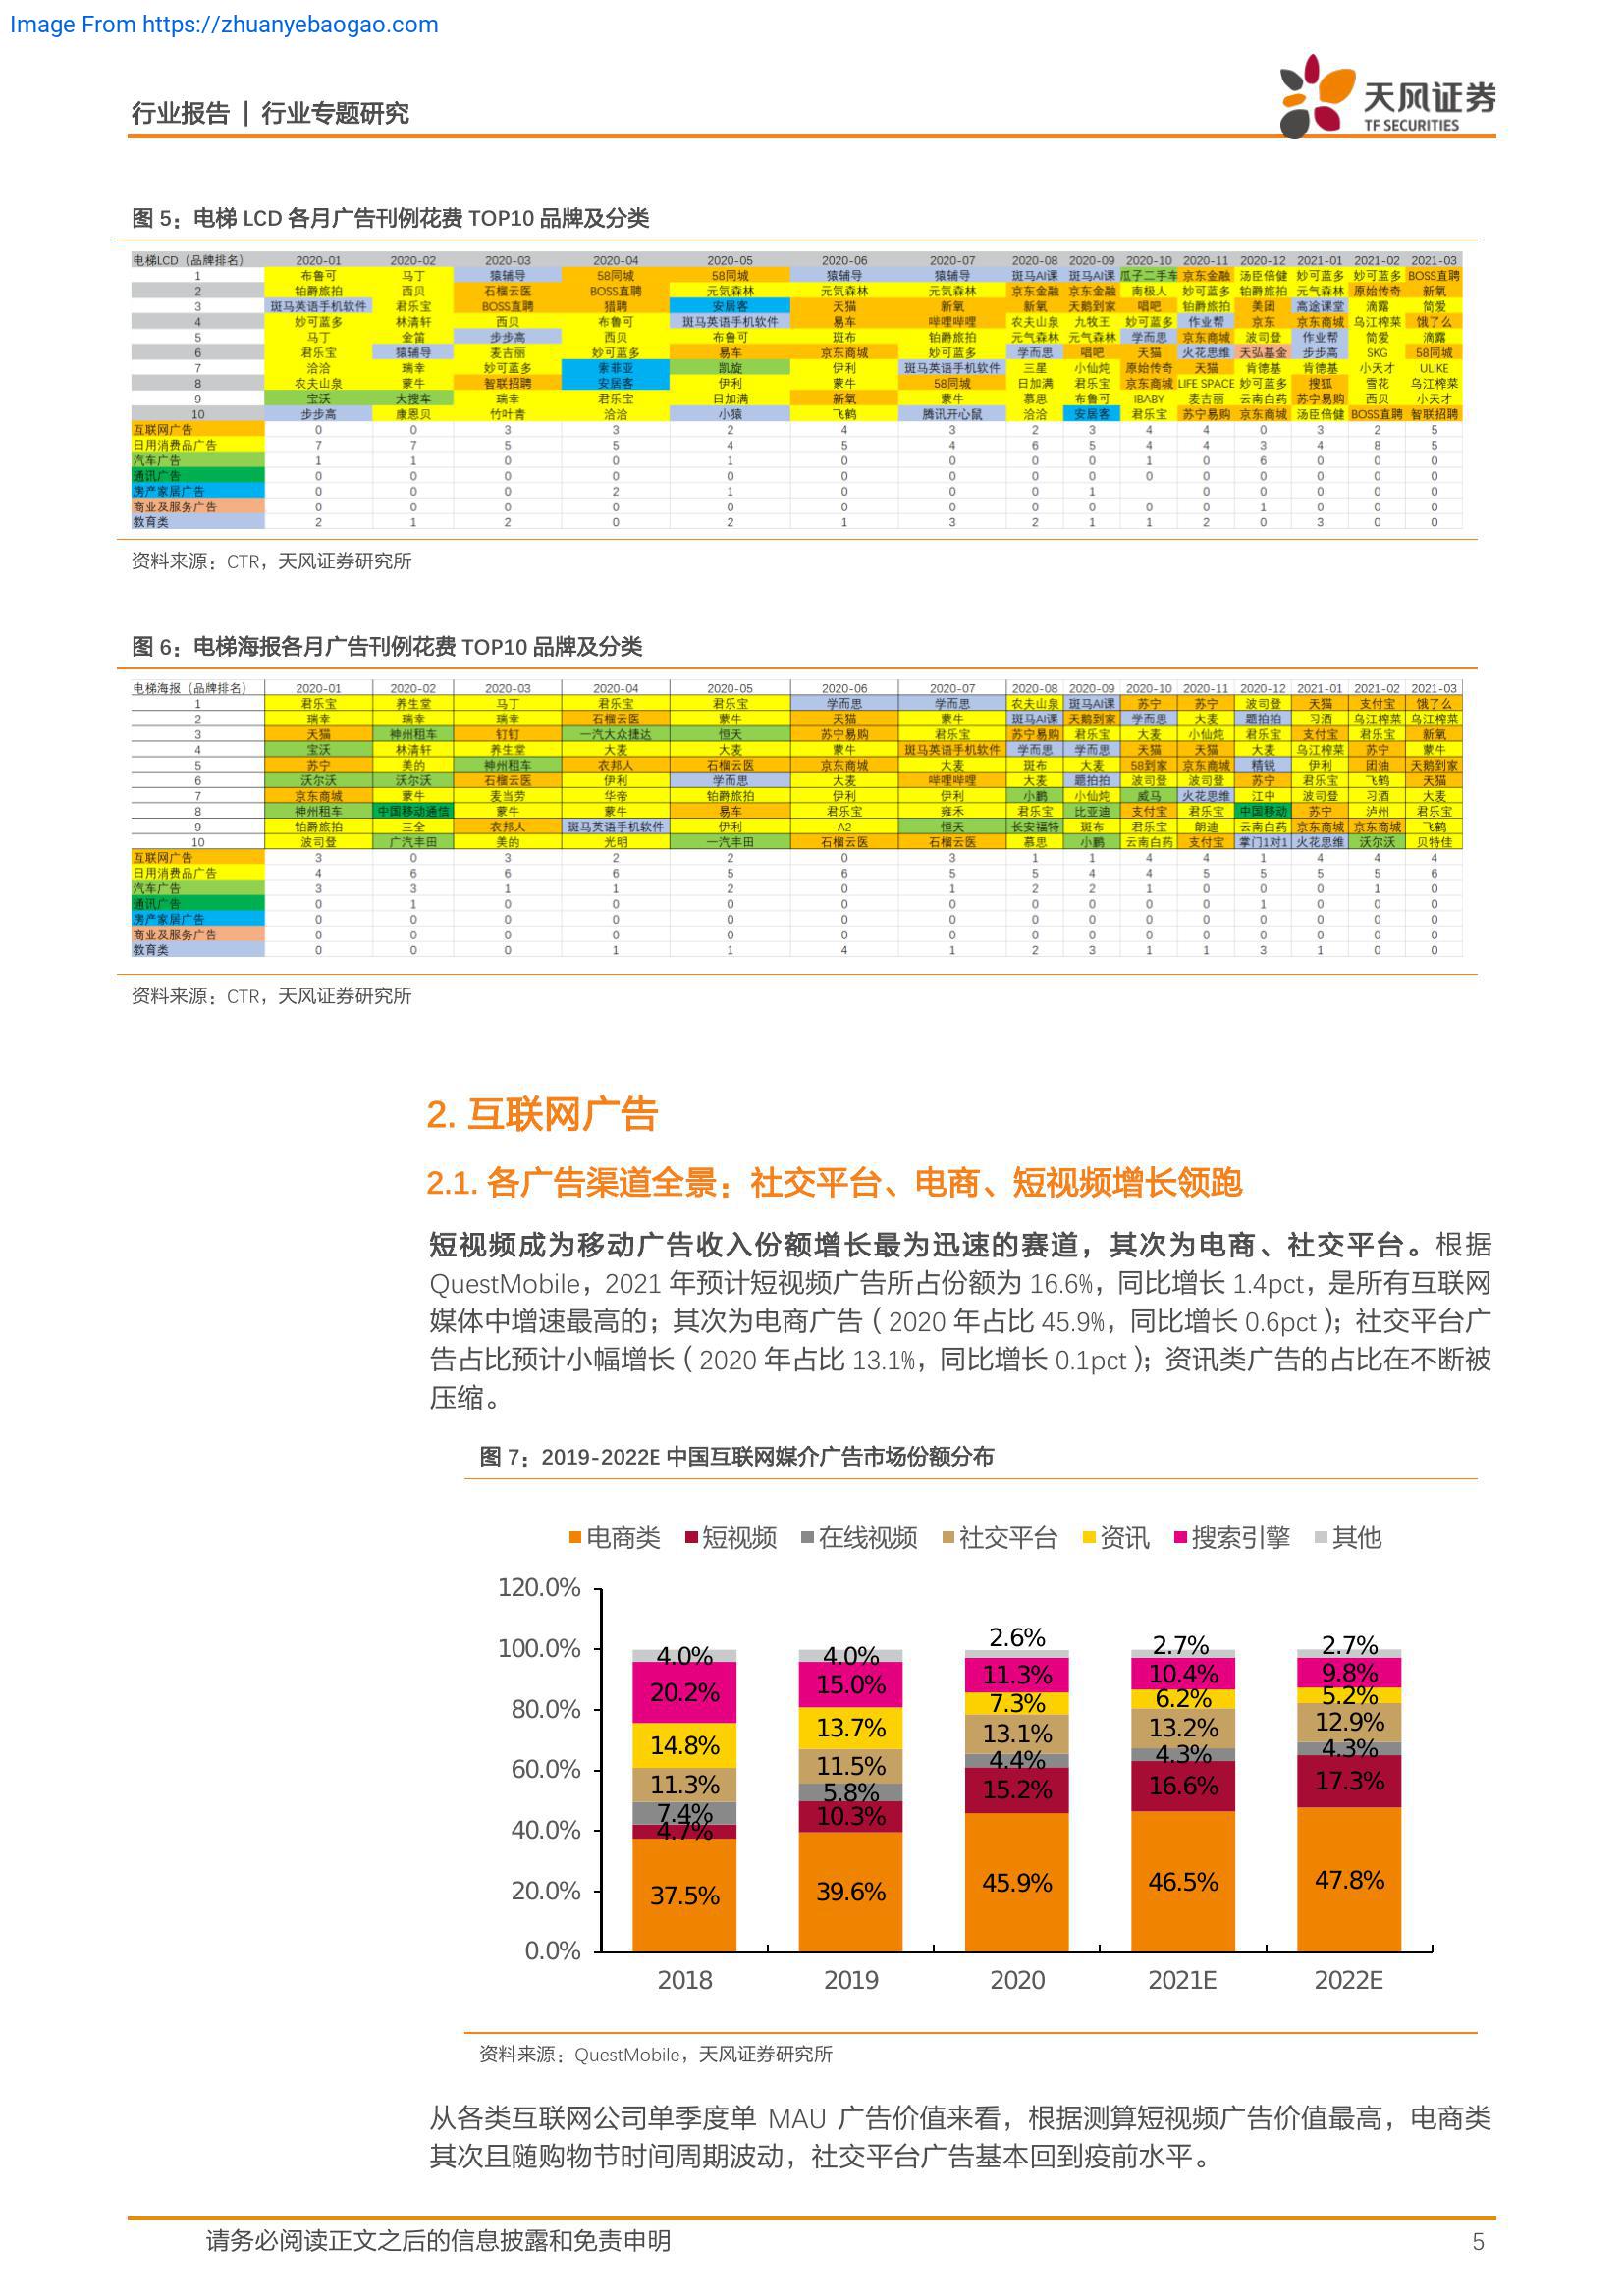 Image From https://zhuanyebaogao.com
行业报告 | 行业专题研究
天风证券
TF SECURITIES
图 5：电梯 LCD 各月广告刊例花费 TOP10 品牌及分类
电梯LCD（品牌排名） 2020-01 2020-02 2020-03 2020-04 2020-05 2020-06 2020-07 2020-08 2020-09 2020-10 2020-11 2020-12 2021-01 2021-02 2021-03
1 布鲁可 马丁 猿辅导 58同城 58同城 猿辅导 猿辅导 斑马AI课 斑马AI课 瓜子二手车 京东金融 汤臣倍健 妙可蓝多 妙可蓝多 BOSS直聘
2 铂爵旅拍 西贝 石榴云医 BOSS直聘 元気森林 元気森林 元気森林 京东金融 京东金融 南极人 妙可蓝多 铂爵旅拍 元气森林 原始传奇 新氧
3 斑马英语手机软件 君乐宝 BOSS直聘 猎聘 安居客 天猫 新氧 新氧 天鹅到家 唱吧 铂爵旅拍 美团 高途课堂 滴露 简爱
4 妙可蓝多 林清轩 西贝 布鲁可 斑马英语手机软件 易车 哔哩哔哩 农夫山泉 九牧王 妙可蓝多 作业帮 京东 京东商城 乌江榨菜 饿了么
5 马丁 金笛 步步高 西贝 布鲁可 斑布 铂爵旅拍 元气森林 元气森林 学而思 京东商城 波司登 作业帮 简爱 滴露
6 君乐宝 猿辅导 麦吉丽 妙可蓝多 易车 京东商城 妙可蓝多 学而思 唱吧 天猫 火花思维 天弘基金 步步高 SKG 58同城
7 洽洽 瑞幸 妙可蓝多 索菲亚 凯旋 伊利 斑马英语手机软件 三星 小仙炖 原始传奇 天猫 肯德基 肯德基 小天才 ULIKE
8 农夫山泉 蒙牛 智联招聘 安居客 伊利 蒙牛 58同城 日加满 君乐宝 京东商城 LIFE SPACE 妙可蓝多 搜狐 雪花 乌江榨菜
9 宝沃 大搜车 瑞幸 君乐宝 日加满 新氧 蒙牛 慕思 布鲁可 IBABY 麦吉丽 云南白药 苏宁易购 西贝 小天才
10 步步高 康恩贝 竹叶青 洽洽 小猿 飞鹤 腾讯开心鼠 洽洽 安居客 君乐宝 苏宁易购 京东商城 汤臣倍健 BOSS直聘 智联招聘
互联网广告 0 0 3 3 2 4 3 2 3 4 4 0 3 2 5
日用消费品广告 7 7 5 5 4 5 4 6 5 4 4 3 4 8 5
汽车广告 1 1 0 0 1 0 0 0 0 1 0 6 0 0 0
通讯广告 0 0 0 0 0 0 0 0 0 0 0 0 0 0 0
房产家居广告 0 0 0 2 1 0 0 0 1 0 0 0 0 0
商业及服务广告 0 0 0 0 0 0 0 0 0 0 0 1 0 0 0
教育类 2 1 2 0 2 1 3 2 1 1 2 0 3 0 0
资料来源：CTR，天风证券研究所
图 6：电梯海报各月广告刊例花费 TOP10 品牌及分类
电梯海报（品牌排名） 2020-01 2020-02 2020-03 2020-04 2020-05 2020-06 2020-07 2020-08 2020-09 2020-10 2020-11 2020-12 2021-01 2021-02 2021-03
1 君乐宝 养生堂 马丁 君乐宝 君乐宝 学而思 学而思 农夫山泉 斑马AI课 苏宁 苏宁 波司登 天猫 支付宝 饿了么
2 瑞幸 瑞幸 瑞幸 石榴云医 蒙牛 天猫 蒙牛 斑马AI课 天鹅到家 学而思 大麦 题拍拍 习酒 乌江榨菜 乌江榨菜
3 天猫 神州租车 钉钉 一汽大众捷达 恒天 苏宁易购 君乐宝 苏宁易购 君乐宝 大麦 小仙炖 君乐宝 支付宝 君乐宝 新氧
4 宝沃 林清轩 养生堂 大麦 大麦 蒙牛 斑马英语手机软件 学而思 学而思 天猫 天猫 大麦 乌江榨菜 苏宁 蒙牛
5 苏宁 美的 神州租车 农邦人 石榴云医 京东商城 大麦 斑布 大麦 58到家 京东商城 精锐 伊利 团油 天鹅到家
6 沃尔沃 沃尔沃 石榴云医 伊利 学而思 大麦 哔哩哔哩 大麦 题拍拍 波司登 波司登 苏宁 君乐宝 飞鹤 天猫
7 京东商城 蒙牛 麦当劳 华帝 铂爵旅拍 伊利 伊利 小鹏 小仙炖 威马 火花思维 江中 波司登 习酒 大麦
8 神州租车 中国移动通信 蒙牛 蒙牛 易车 君乐宝 雍禾 君乐宝 比亚迪 支付宝 君乐宝 中国移动 苏宁 泸州 君乐宝
9 铂爵旅拍 三全 农邦人 斑马英语手机软件 伊利 A2 恒天 长安福特 斑布 君乐宝 朗迪 云南白药 京东商城 京东商城 飞鹤
10 波司登 广汽丰田 美的 光明 一汽丰田 石榴云医 石榴云医 慕思 小鹏 云南白药 支付宝 掌门1对1 火花思维 沃尔沃 贝特佳
互联网广告 3 0 3 2 2 0 3 1 1 4 4 1 4 4 4
日用消费品广告 4 6 6 6 5 6 5 5 4 4 5 5 5 5 6
汽车广告 3 3 1 1 2 0 1 2 2 1 0 0 0 1 0
通讯广告 0 1 0 0 0 0 0 0 0 0 0 1 0 0 0
房产家居广告 0 0 0 0 0 0 0 0 0 0 0 0 0 0 0
商业及服务广告 0 0 0 0 0 0 0 0 0 0 0 0 0 0 0
教育类 0 0 0 1 1 4 1 2 3 1 1 3 1 0 0
资料来源：CTR，天风证券研究所
2. 互联网广告
2.1. 各广告渠道全景：社交平台、电商、短视频增长领跑
短视频成为移动广告收入份额增长最为迅速的赛道，其次为电商、社交平台。根据
QuestMobile，2021 年预计短视频广告所占份额为 16.6%，同比增长 1.4pct，是所有互联网
媒体中增速最高的；其次为电商广告（2020 年占比 45.9%，同比增长 0.6pct）；社交平台广
告占比预计小幅增长（2020 年占比 13.1%，同比增长 0.1pct）；资讯类广告的占比在不断被
压缩。
图 7：2019-2022E 中国互联网媒介广告市场份额分布
电商类 短视频 在线视频 社交平台 资讯 搜索引擎 其他
120.0%
100.0% 4.0% 4.0% 2.6% 2.7% 2.7%
20.2% 15.0% 11.3% 10.4% 9.8%
80.0% 14.8% 13.7% 7.3% 6.2% 5.2%
11.3% 11.5% 13.1% 13.2% 12.9%
60.0% 7.4% 5.8% 4.4% 4.3% 4.3%
40.0% 4.7% 10.3% 15.2% 16.6% 17.3%
20.0% 37.5% 39.6% 45.9% 46.5% 47.8%
0.0%
2018 2019 2020 2021E 2022E
资料来源：QuestMobile，天风证券研究所
从各类互联网公司单季度单 MAU 广告价值来看，根据测算短视频广告价值最高，电商类
其次且随购物节时间周期波动，社交平台广告基本回到疫前水平。
请务必阅读正文之后的信息披露和免责申明 5